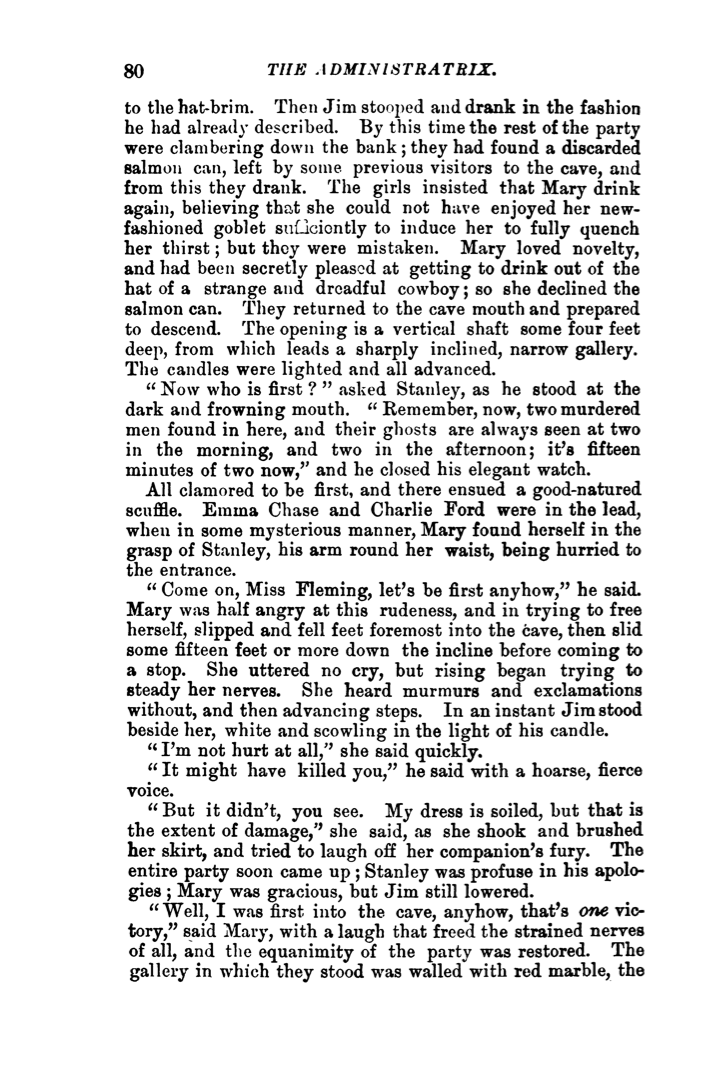 80 THE ADMINISTRATRIX.
to the hat-brim. Then Jim stooped and drank in the fashion
he had already described. By this time the rest of the party
were clambering down the bank; they had found a discarded
salmon can, left by some previous visitors to the cave, and
from this they drank. The girls insisted that Mary drink
again, believing that she could not have enjoyed her new-
fashioned goblet sufficiently to induce her to fully quench
her thirst; but they were mistaken. Mary loved novelty,
and had been secretly pleased at getting to drink out of the
hat of a strange and dreadful cowboy; so she declined the
salmon can. They returned to the cave mouth and prepared
to descend. The opening is a vertical shaft some four feet
deep, from which leads a sharply inclined, narrow gallery.
The candles were lighted and all advanced.
"Now who is first?" asked Stanley, as he stood at the
dark and frowning mouth. "Remember, now, two murdered
men found in here, and their ghosts are always seen at two
in the morning, and two in the afternoon; it's fifteen
minutes of two now," and he closed his elegant watch.
All clamored to be first, and there ensued a good-natured
scuffle. Emma Chase and Charlie Ford were in the lead,
when in some mysterious manner, Mary found herself in the
grasp of Stanley, his arm round her waist, being hurried to
the entrance.
"Come on, Miss Fleming, let's be first anyhow," he said.
Mary was half angry at this rudeness, and in trying to free
herself, slipped and fell feet foremost into the cave, then slid
some fifteen feet or more down the incline before coming to
a stop. She uttered no cry, but rising began trying to
steady her nerves. She heard murmurs and exclamations
without, and then advancing steps. In an instant Jim stood
beside her, white and scowling in the light of his candle.
"I'm not hurt at all," she said quickly.
"It might have killed you," he said with a hoarse, fierce
voice.
"But it didn't, you see. My dress is soiled, but that is
the extent of damage," she said, as she shook and brushed
her skirt, and tried to laugh off her companion's fury. The
entire party soon came up; Stanley was profuse in his apolo-
gies; Mary was gracious, but Jim still lowered.
"Well, I was first into the cave, anyhow, that's one vic-
tory," said Mary, with a laugh that freed the strained nerves
of all, and the equanimity of the party was restored. The
gallery in which they stood was walled with red marble, the